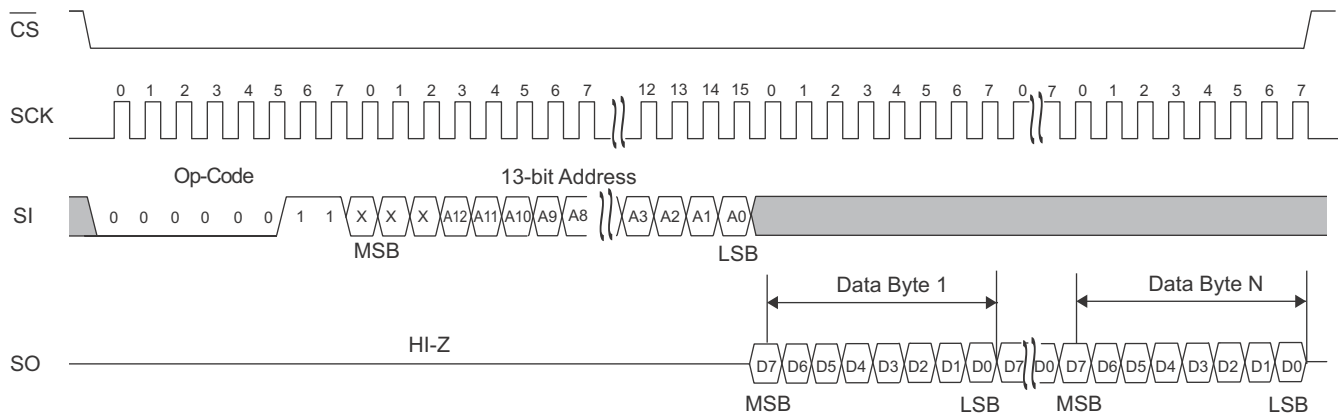 CS
0 1 2 3 4 5 6 7 0 1 2 3 4 5 6 7 12 13 14 15 0 1 2 3 4 5 6 7 0 7 0 1 2 3 4 5 6 7
SCK
Op-Code 13-bit Address
SI 0 0 0 0 0 0 1 1 X X X A12 A11 A10 A9 A8 A3 A2 A1 A0
MSB LSB
Data Byte 1 Data Byte N
HI-Z
SO D7 D6 D5 D4 D3 D2 D1 D0 D7 D0 D7 D6 D5 D4 D3 D2 D1 D0
MSB LSB MSB LSB